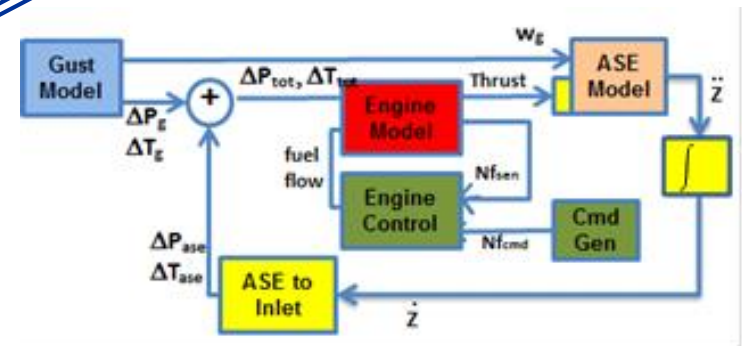 Gust
Model
w_g
ASE
Model
z̈
ΔP_tot, ΔT_tot
Thrust
+
Engine
Model
ΔP_g
ΔT_g
∫
fuel
flow
Nf_sen
Engine
Control
Cmd
Gen
Nf_cmd
ΔP_ase
ΔT_ase
ASE to
Inlet
ż